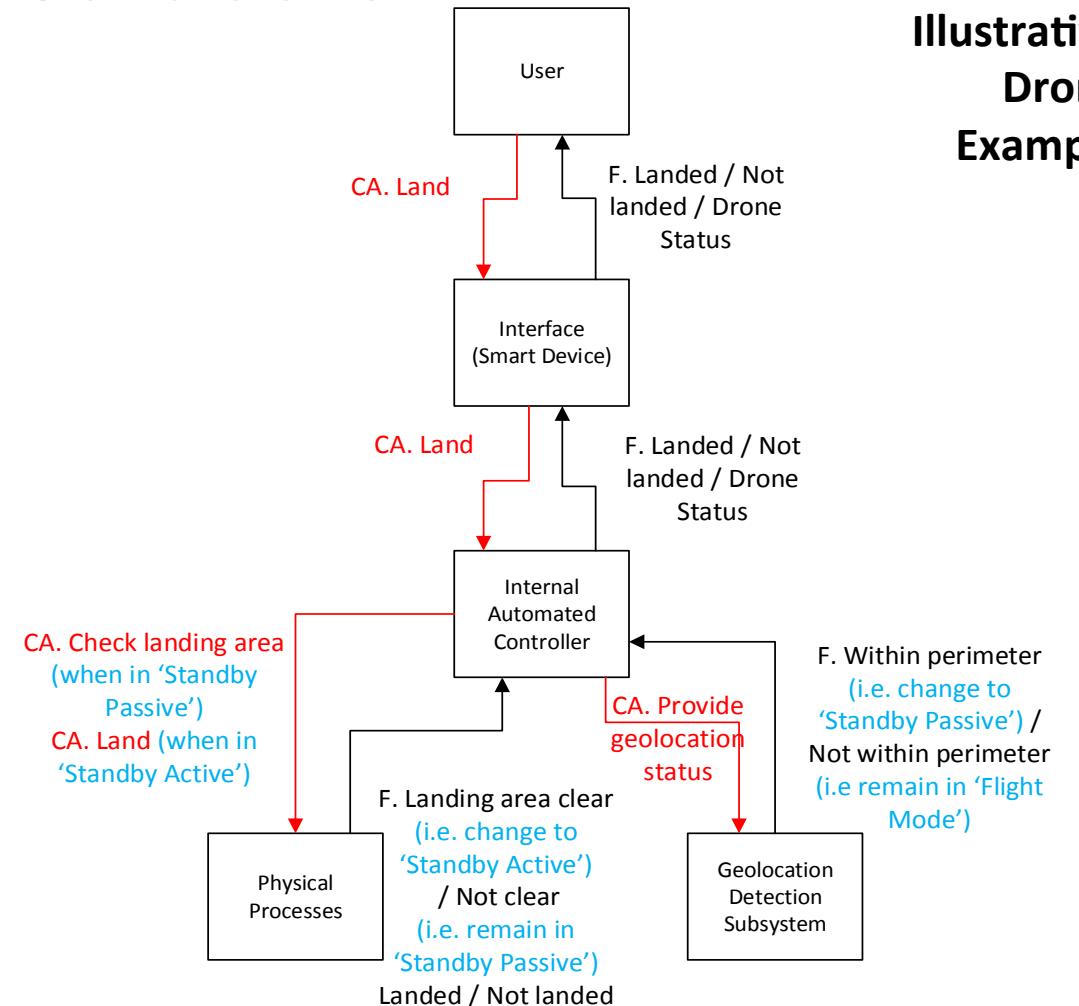 Illustrati
Dron
Examp
User
CA. Land
F. Landed / Not
landed / Drone
Status
Interface
(Smart Device)
CA. Land
F. Landed / Not
landed / Drone
Status
Internal
Automated
Controller
CA. Check landing area
(when in ‘Standby
Passive’)
CA. Land (when in
‘Standby Active’)
CA. Provide
geolocation
status
F. Within perimeter
(i.e. change to
‘Standby Passive’) /
Not within perimeter
(i.e remain in ‘Flight
Mode’)
F. Landing area clear
(i.e. change to
‘Standby Active’)
/ Not clear
(i.e. remain in
‘Standby Passive’)
Landed / Not landed
Physical
Processes
Geolocation
Detection
Subsystem